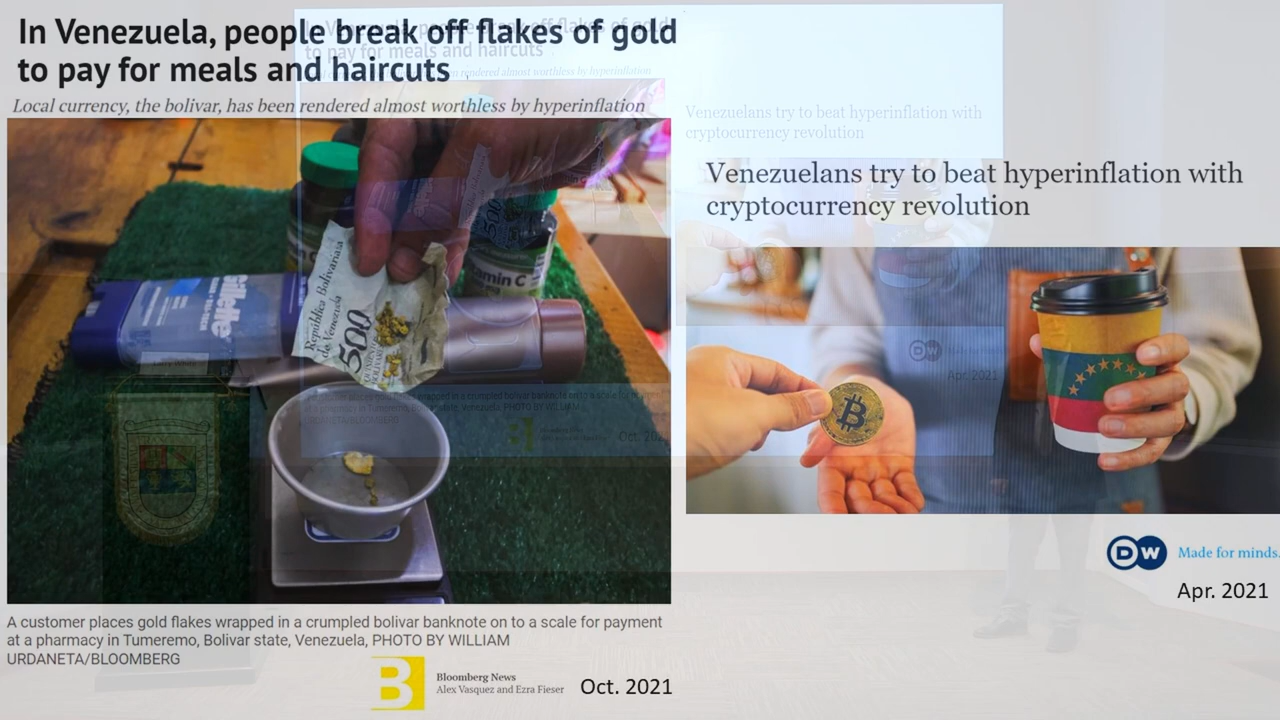 In Venezuela, people break off flakes of gold
to pay for meals and haircuts
Local currency, the bolivar, has been rendered almost worthless by hyperinflation
República Bolivariana
de Venezuela
500
Gillette
amin C
A customer places gold flakes wrapped in a crumpled bolivar banknote on to a scale for payment
at a pharmacy in Tumeremo, Bolivar state, Venezuela, PHOTO BY WILLIAM
URDANETA/BLOOMBERG
B
Bloomberg News
Alex Vasquez and Ezra Fieser
Oct. 2021
Venezuelans try to beat hyperinflation with
cryptocurrency revolution
Venezuelans try to beat hyperinflation with
cryptocurrency revolution
DW
Apr. 2021
DW Made for minds.
Apr. 2021